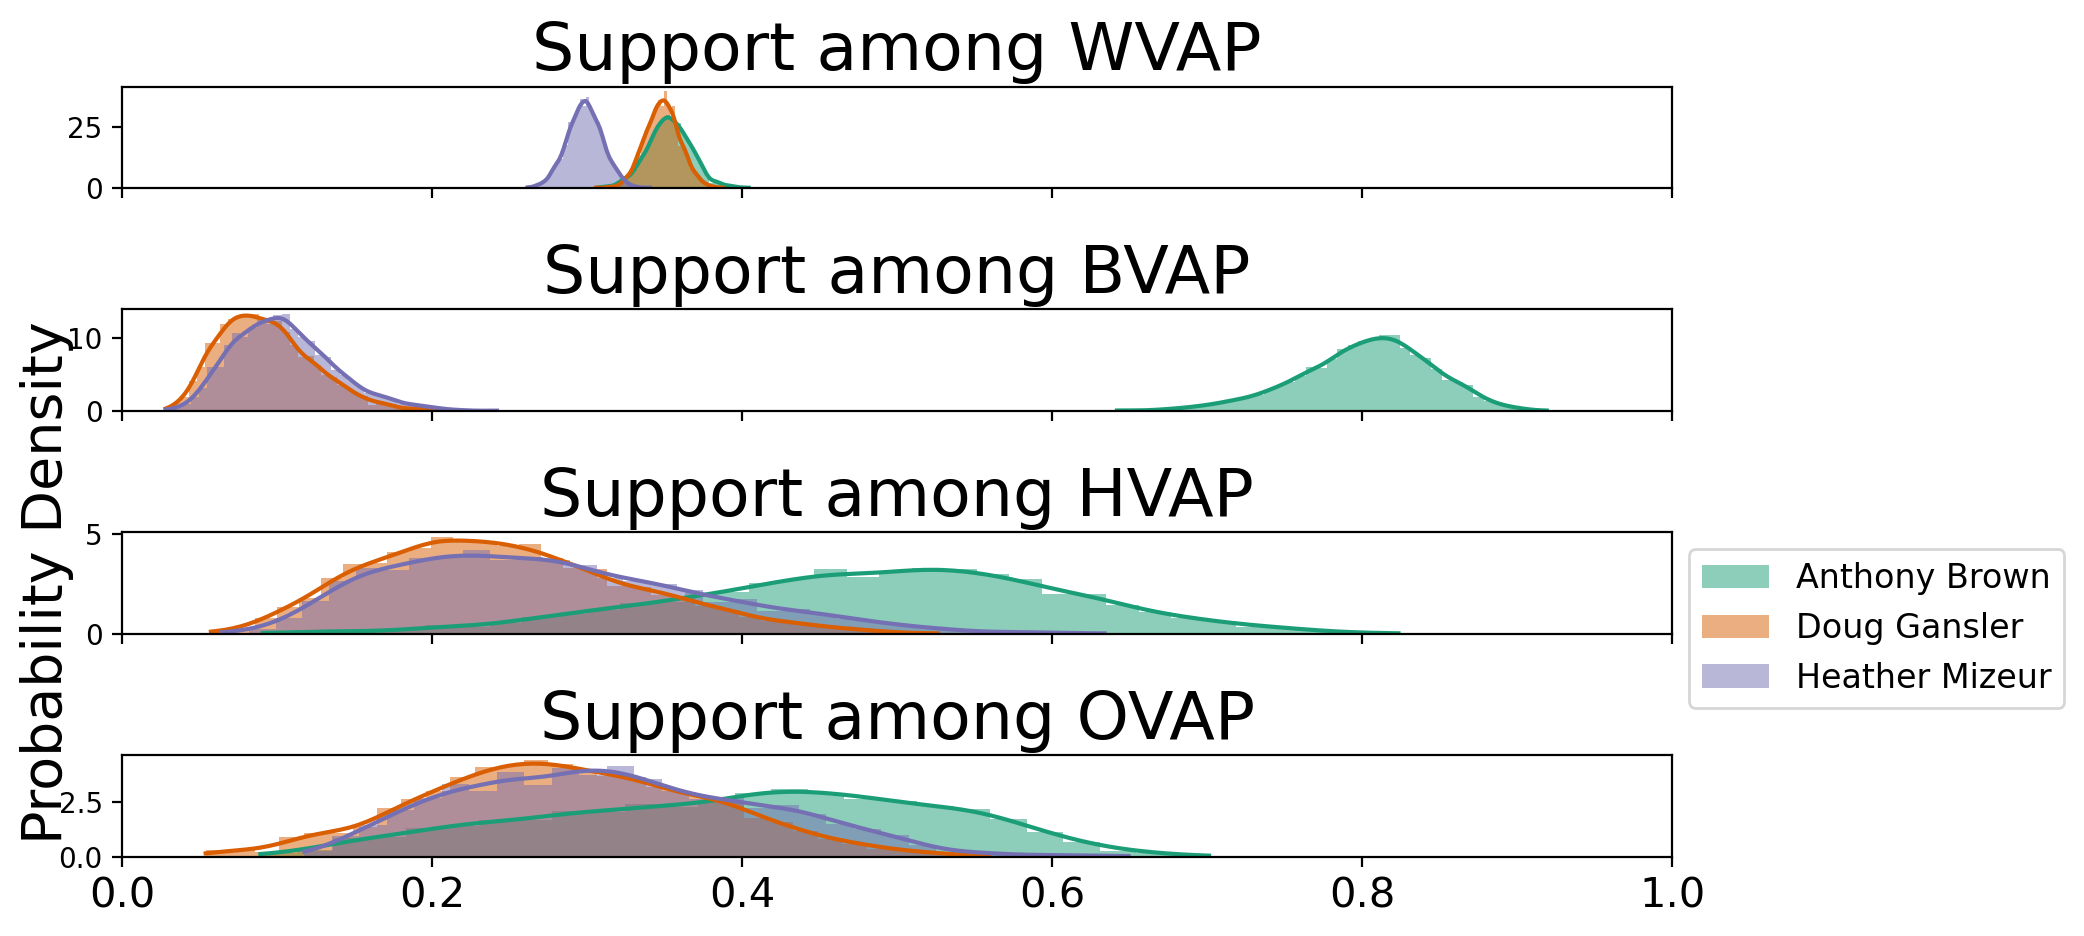 Support among WVAP
25
0
Support among BVAP
10
0
Support among HVAP
5
0
Support among OVAP
2.5
0.0
0.0 0.2 0.4 0.6 0.8 1.0
Probability Density
Anthony Brown
Doug Gansler
Heather Mizeur